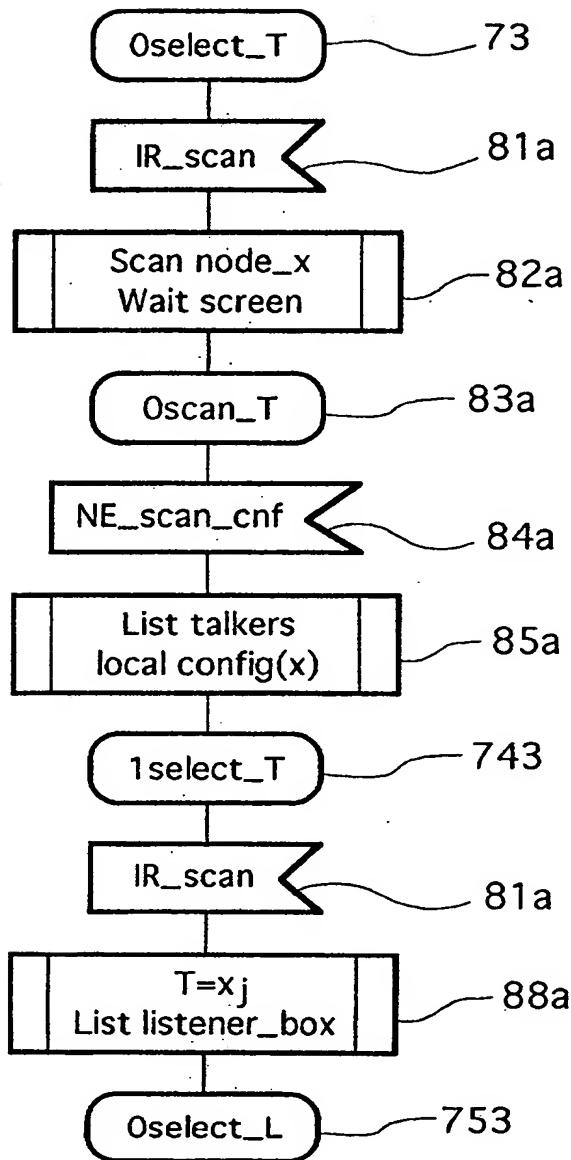 0select_T
73
IR_scan
81a
Scan node_x
Wait screen
82a
0scan_T
83a
NE_scan_cnf
84a
List talkers
local config(x)
85a
1select_T
743
IR_scan
81a
T=xj
List listener_box
88a
0select_L
753